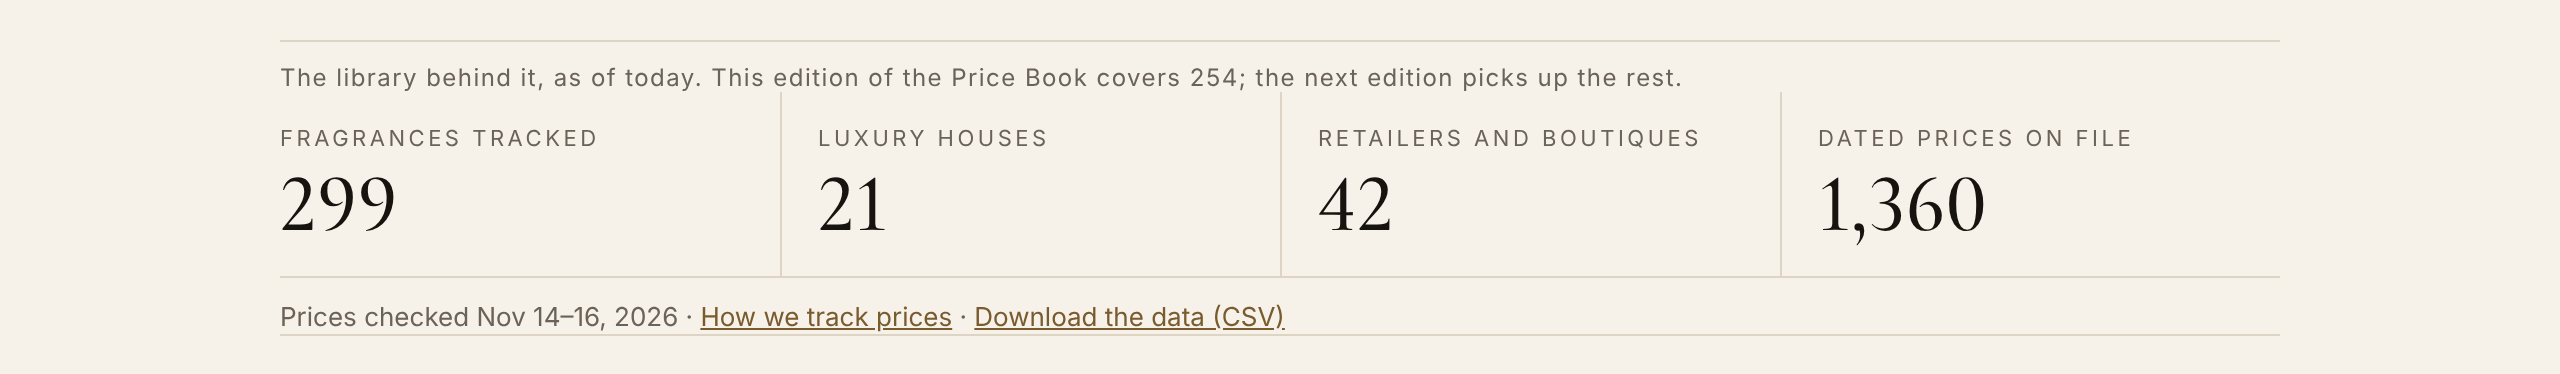 The library behind it, as of today. This edition of the Price Book covers 254; the next edition picks up the rest.
FRAGRANCES TRACKED
299
LUXURY HOUSES
21
RETAILERS AND BOUTIQUES
42
DATED PRICES ON FILE
1,360
Prices checked Nov 14–16, 2026 · How we track prices · Download the data (CSV)